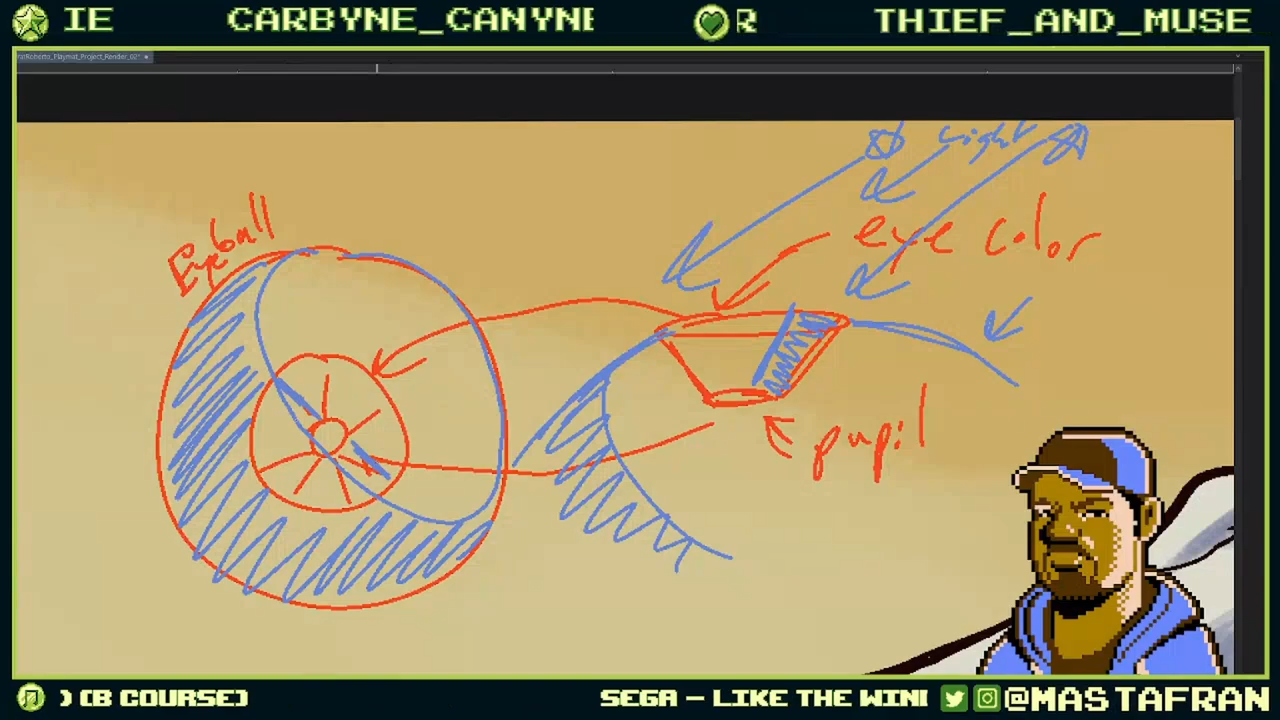 IE CARBYNE_CANYNE R THIEF_AND_MUSE
light
Eyeball
eye color
pupil
) (B COURSE) SEGA - LIKE THE WIN @MASTAFRAN